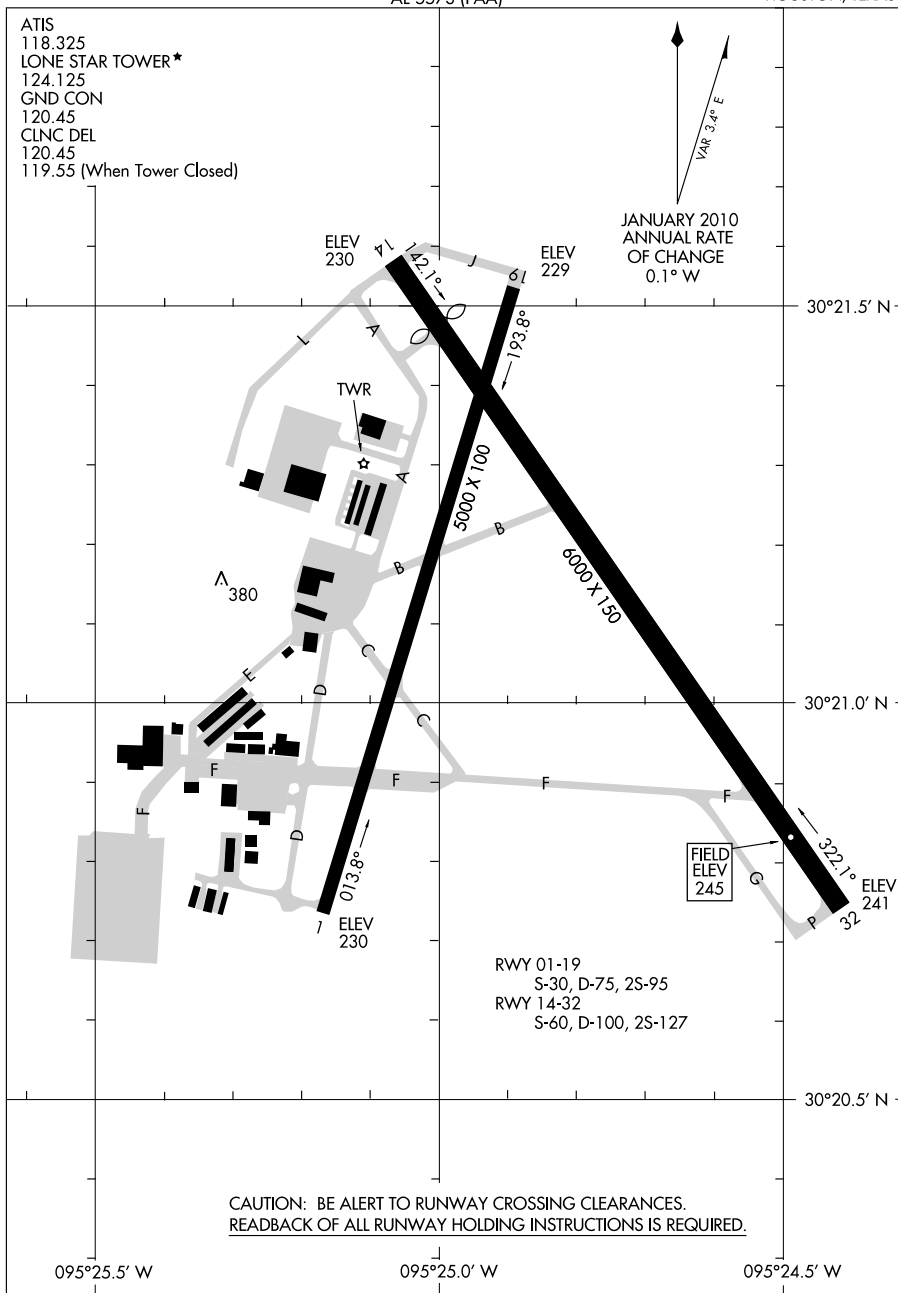 AL-5573 (FAA)
HOUSTON, TEXAS
ATIS
118.325
LONE STAR TOWER★
124.125
GND CON
120.45
CLNC DEL
120.45
119.55 (When Tower Closed)
VAR 3.4° E
JANUARY 2010
ANNUAL RATE
OF CHANGE
0.1° W
ELEV
230
14
142.1°
J
ELEV
229
19
193.8°
30°21.5' N
L
A
TWR
A
5000 X 100
B
B
6000 X 150
380
C
C
D
E
30°21.0' N
F
F
F
F
F
D
013.8°
322.1°
FIELD
ELEV
245
G
P
ELEV
241
32
1
ELEV
230
RWY 01-19
S-30, D-75, 2S-95
RWY 14-32
S-60, D-100, 2S-127
30°20.5' N
CAUTION: BE ALERT TO RUNWAY CROSSING CLEARANCES.
READBACK OF ALL RUNWAY HOLDING INSTRUCTIONS IS REQUIRED.
095°25.5' W
095°25.0' W
095°24.5' W